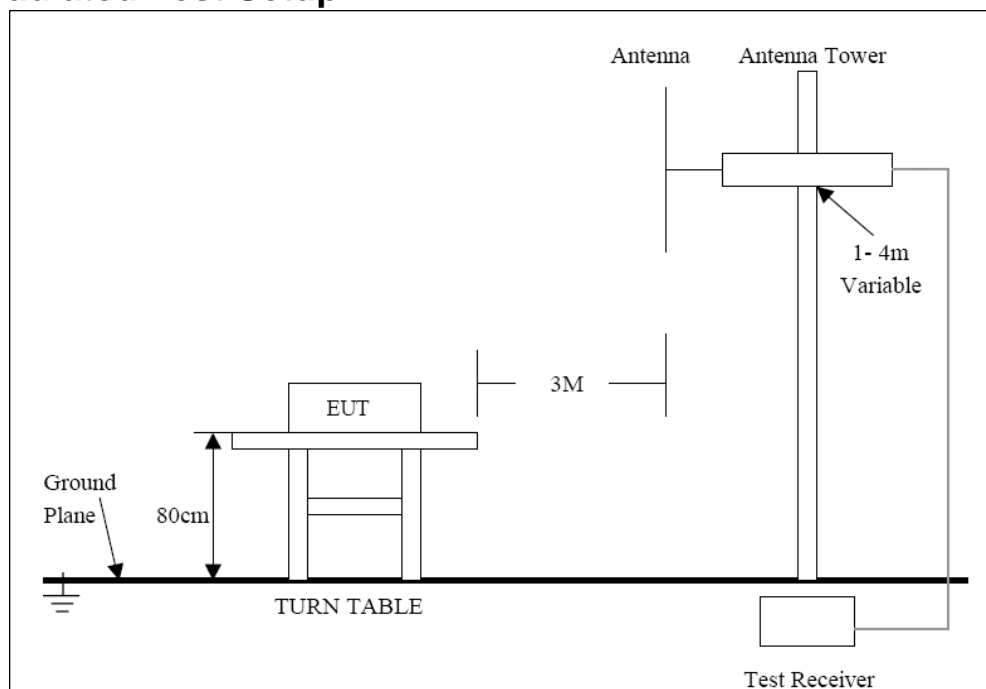 Antenna
Antenna Tower
1- 4m
Variable
3M
EUT
Ground
Plane
80cm
TURN TABLE
Test Receiver